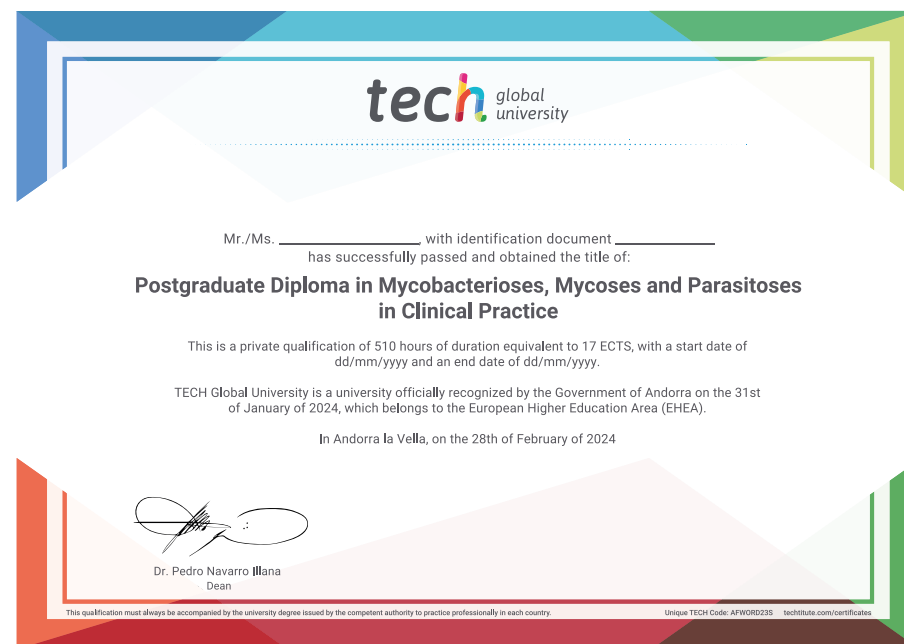 tech global university
Mr./Ms. ____________________, with identification document ______________
has successfully passed and obtained the title of:
Postgraduate Diploma in Mycobacterioses, Mycoses and Parasitoses
in Clinical Practice
This is a private qualification of 510 hours of duration equivalent to 17 ECTS, with a start date of
dd/mm/yyyy and an end date of dd/mm/yyyy.
TECH Global University is a university officially recognized by the Government of Andorra on the 31st
of January of 2024, which belongs to the European Higher Education Area (EHEA).
In Andorra la Vella, on the 28th of February of 2024
Dr. Pedro Navarro Illana
Dean
This qualification must always be accompanied by the university degree issued by the competent authority to practice professionally in each country. Unique TECH Code: AFWORD23S techtitute.com/certificates